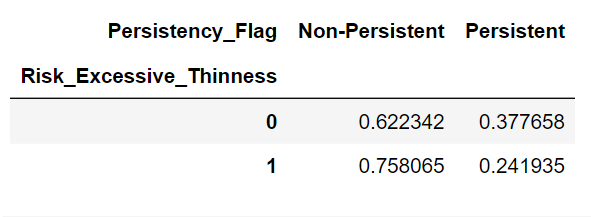 Persistency_Flag Non-Persistent Persistent
Risk_Excessive_Thinness
0 0.622342 0.377658
1 0.758065 0.241935